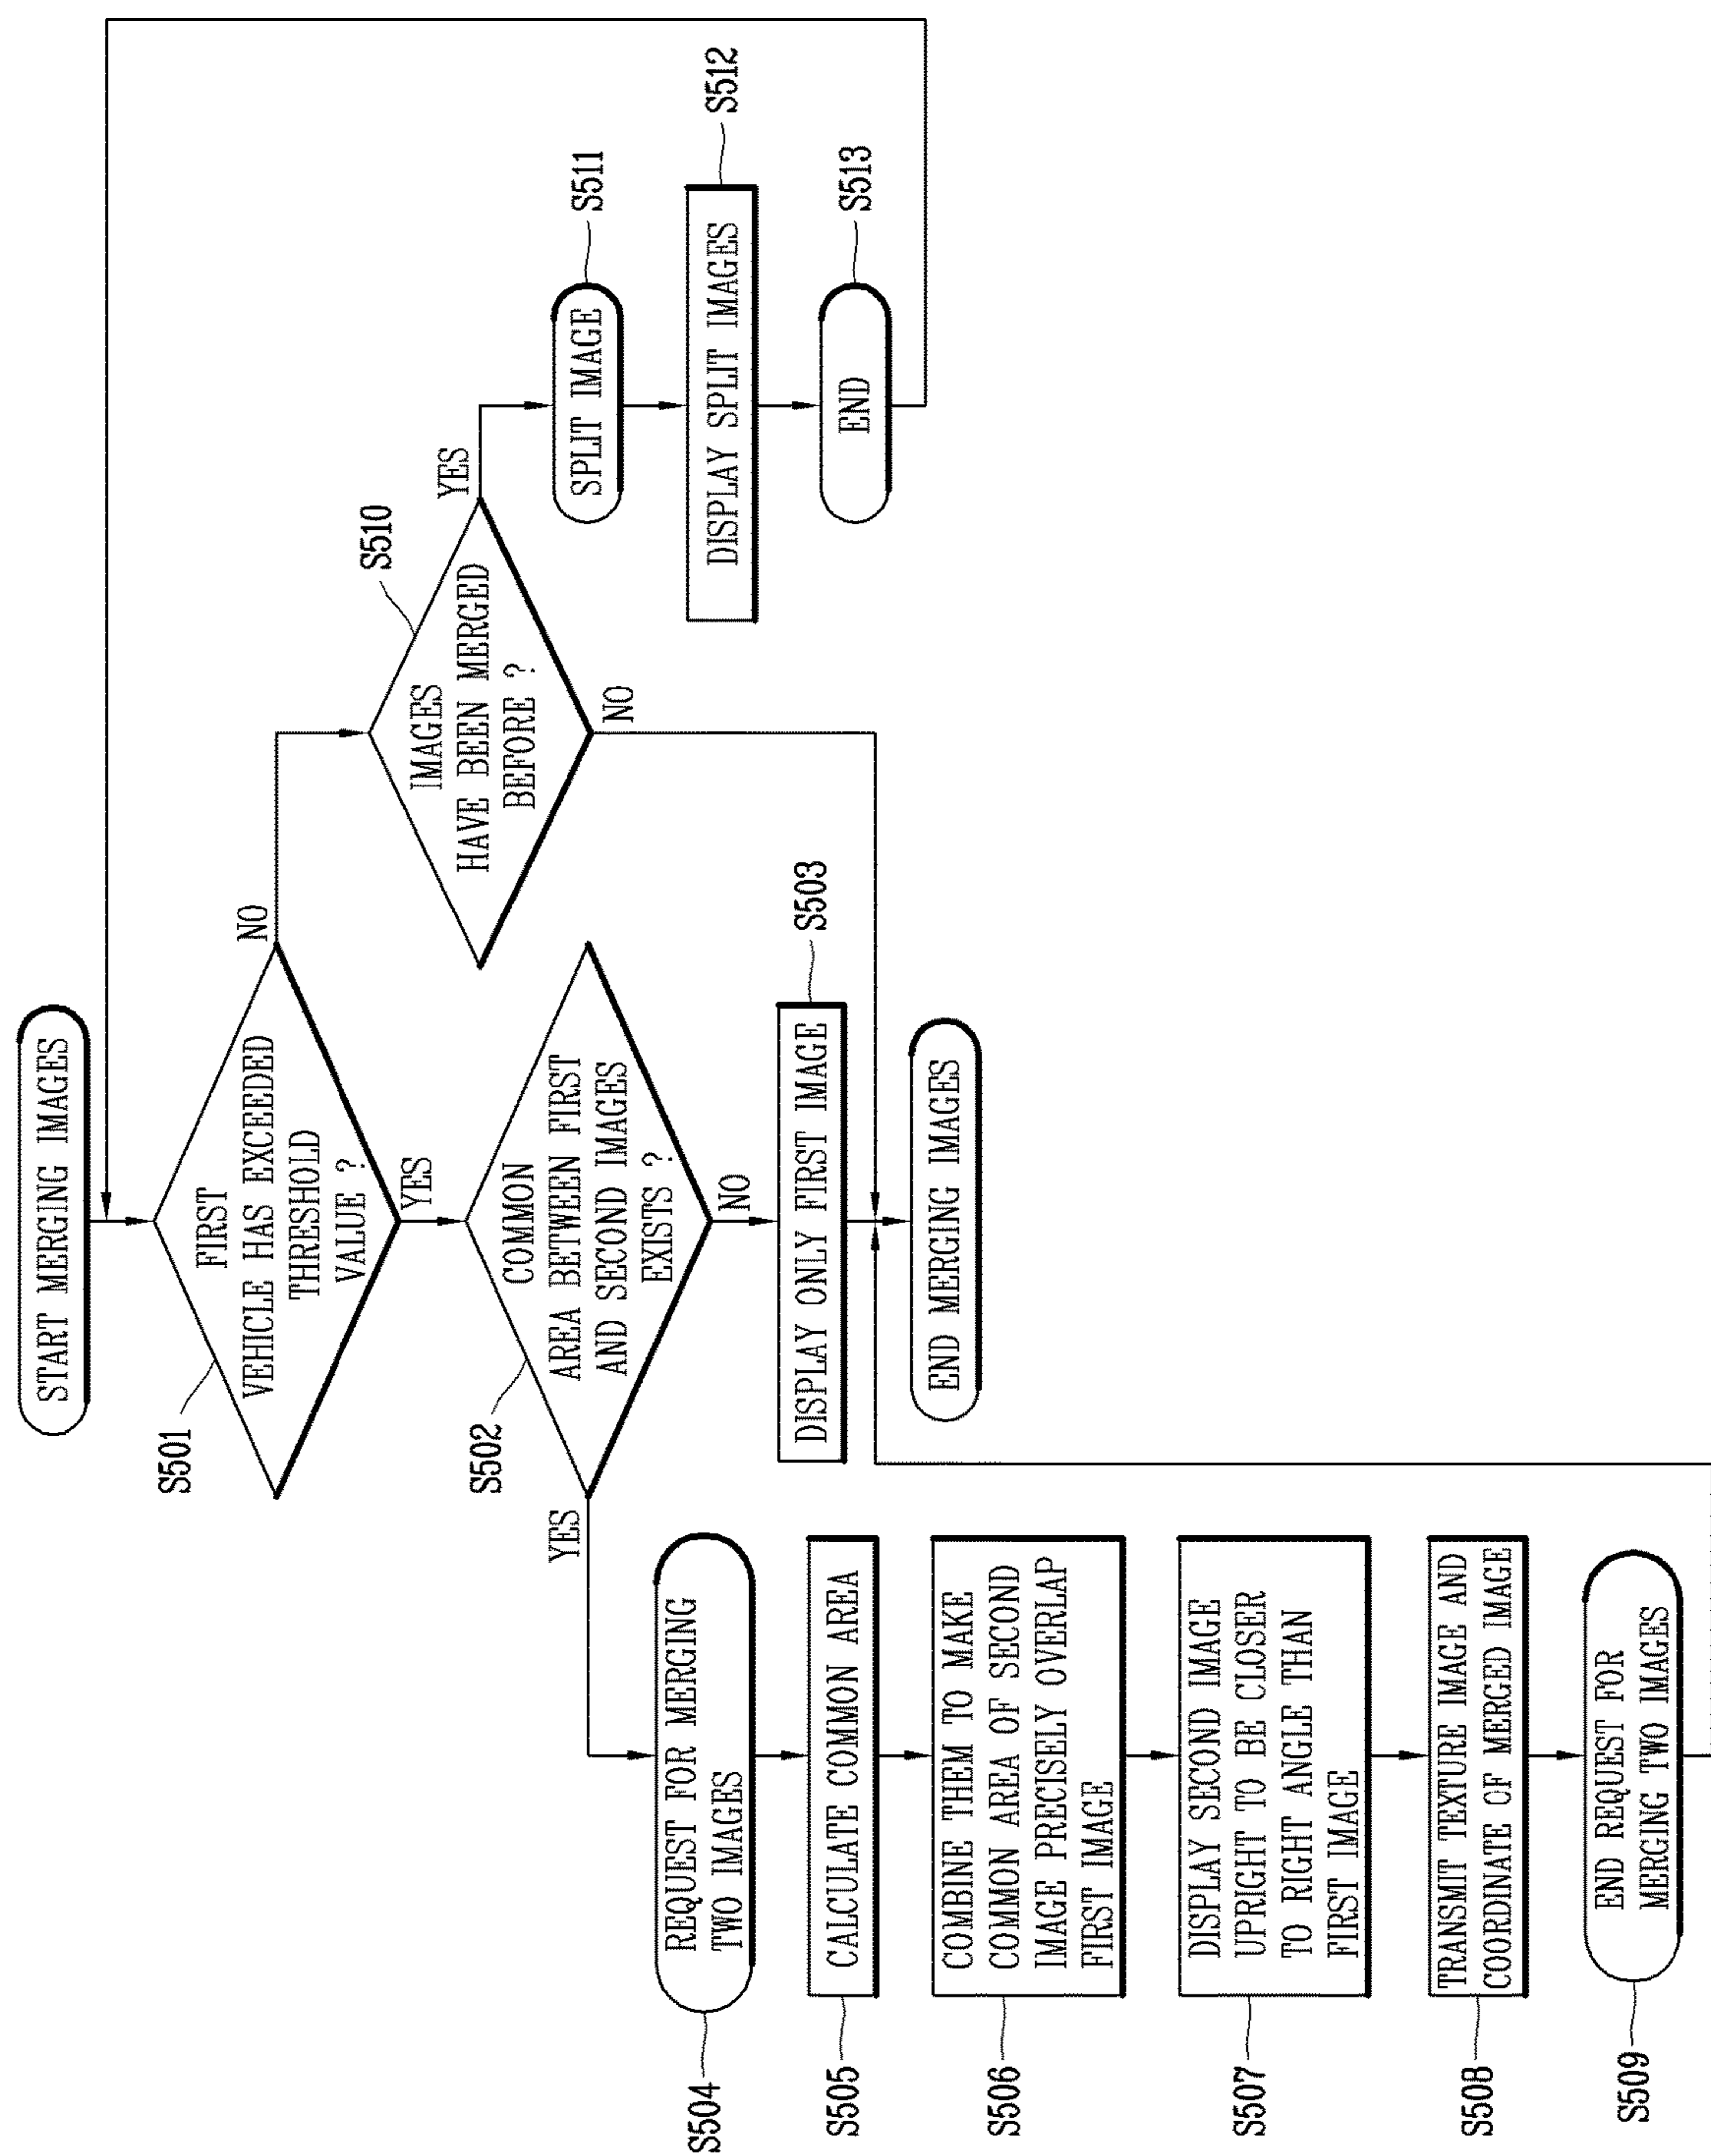 START MERGING IMAGES
S501
FIRST
VEHICLE HAS EXCEEDED
THRESHOLD
VALUE ?
NO
YES
S502
COMMON
AREA BETWEEN FIRST
AND SECOND IMAGES
EXISTS ?
YES
NO
S503
DISPLAY ONLY FIRST IMAGE
END MERGING IMAGES
S504
REQUEST FOR MERGING
TWO IMAGES
S505
CALCULATE COMMON AREA
S506
COMBINE THEM TO MAKE
COMMON AREA OF SECOND
IMAGE PRECISELY OVERLAP
FIRST IMAGE
S507
DISPLAY SECOND IMAGE
UPRIGHT TO BE CLOSER
TO RIGHT ANGLE THAN
FIRST IMAGE
S508
TRANSMIT TEXTURE IMAGE AND
COORDINATE OF MERGED IMAGE
S509
END REQUEST FOR
MERGING TWO IMAGES
S510
IMAGES
HAVE BEEN MERGED
BEFORE ?
YES
NO
S511
SPLIT IMAGE
S512
DISPLAY SPLIT IMAGES
S513
END